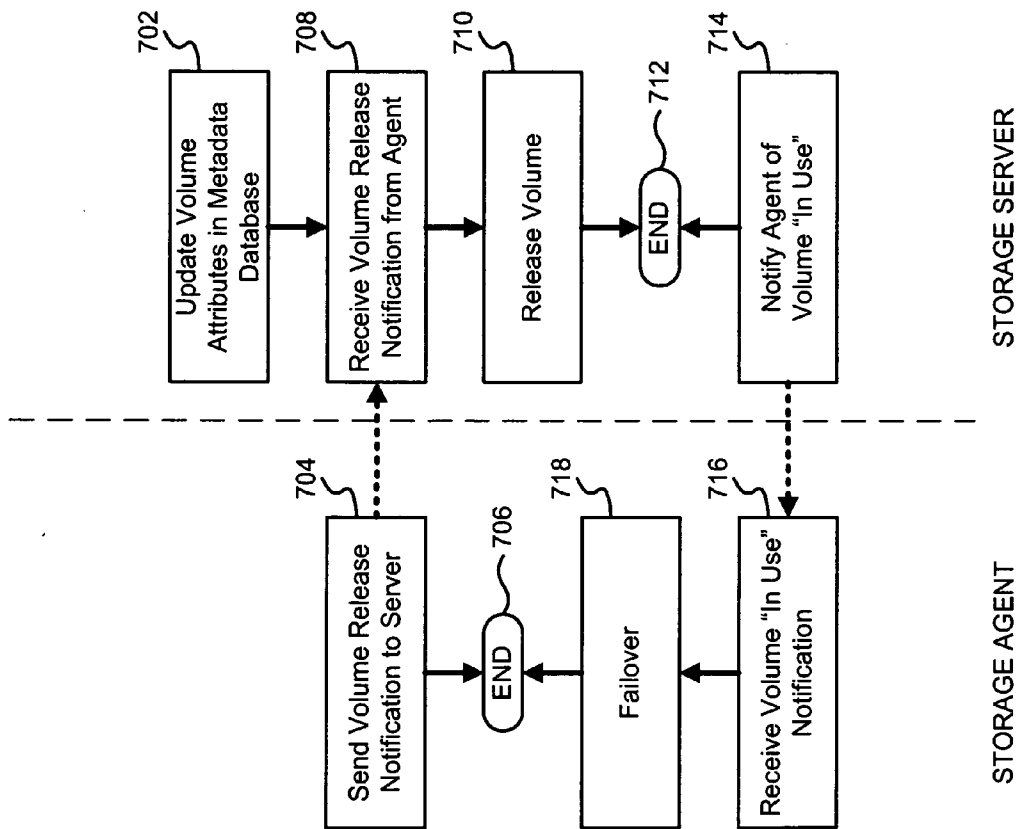 702
Update Volume
Attributes in Metadata
Database
704
Send Volume Release
Notification to Server
708
Receive Volume Release
Notification from Agent
706
END
710
Release Volume
718
Failover
712
END
716
Receive Volume "In Use"
Notification
714
Notify Agent of
Volume "In Use"
STORAGE AGENT
STORAGE SERVER